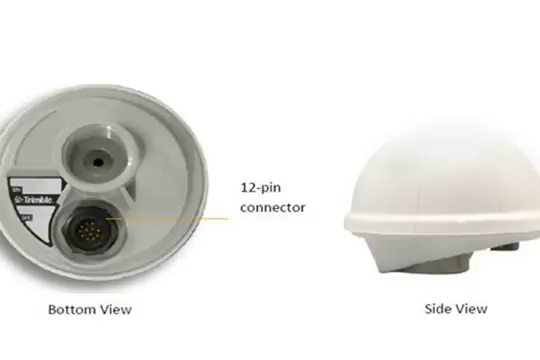 12-pin
connector
S/N:
Trimble
Bottom View
Side View